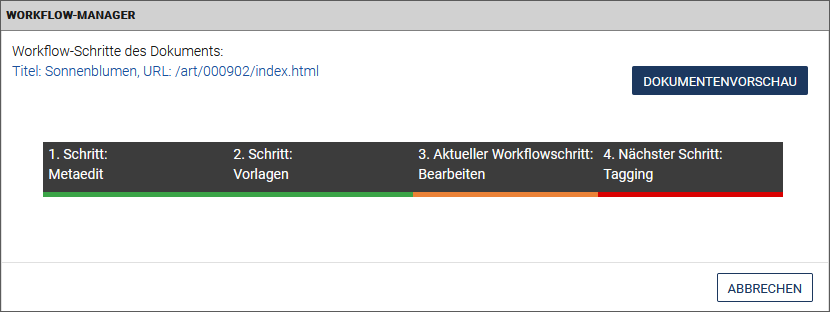 WORKFLOW-MANAGER
Workflow-Schritte des Dokuments:
Titel: Sonnenblumen, URL: /art/000902/index.html
DOKUMENTENVORSCHAU
1. Schritt:
Metaedit
2. Schritt:
Vorlagen
3. Aktueller Workflowschritt:
Bearbeiten
4. Nächster Schritt:
Tagging
ABBRECHEN